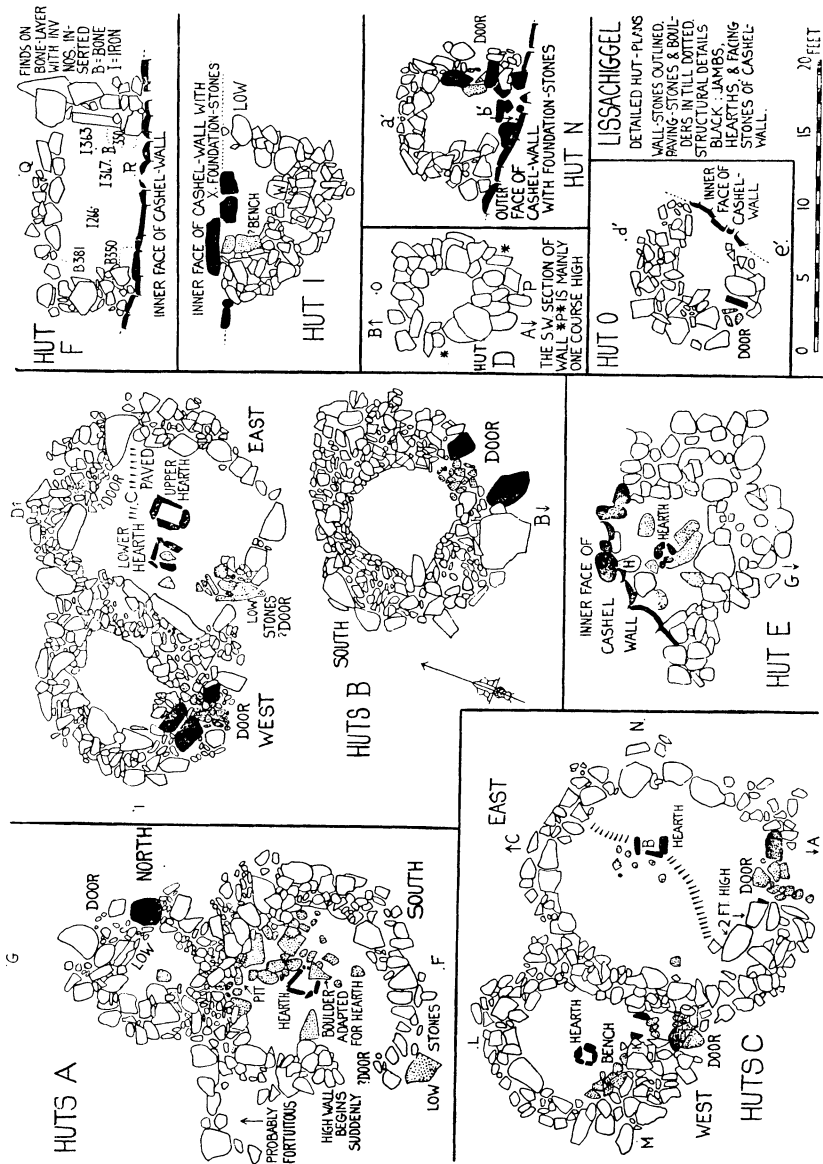 HUTS A
G
DOOR
NORTH
LOW
PIT
HEARTH
BOULDER
ADAPTED
FOR HEARTH
SOUTH
F
PROBABLY
FORTUITOUS
HIGH WALL
BEGINS
SUDDENLY
?DOOR
LOW
STONES
D↑
DOOR
PAVED
EAST
LOWER
HEARTH
UPPER
HEARTH
LOW
STONES
?DOOR
DOOR
WEST
SOUTH
HUTS B
DOOR
B↓
HUT
F
Q
FINDS ON
BONE-LAYER
WITH INV
NOS. IN-
SERTED
B=BONE
I=IRON
B381
I266
I363
I347.
B
350
B350
R
INNER FACE OF CASHEL-WALL
INNER FACE OF CASHEL-WALL WITH
X-FOUNDATION-STONES
LOW
?BENCH
HUT I
B↑
O
*
HUT
D
A↓
P
*
THE S.W. SECTION OF
WALL *P* IS MAINLY
ONE COURSE HIGH
a'
DOOR
b'
OUTER
FACE OF
CASHEL-WALL
WITH FOUNDATION-STONES
HUT N
HUT O
d'
INNER
FACE OF
CASHEL-
WALL
e'
DOOR
LISSACHIGGEL
DETAILED HUT-PLANS
WALL-STONES OUTLINED.
PAVING-STONES & BOUL-
DERS IN TILL DOTTED.
STRUCTURAL DETAILS
BLACK: JAMBS,
HEARTHS, & FACING
STONES OF CASHEL-
WALL.
0 5 10 15 20 FEET
INNER FACE OF
CASHEL
WALL
H
HEARTH
G↓
HUT E
EAST
↑C
N
B
HEARTH
<2 FT HIGH
DOOR
↓A
L
HEARTH
BENCH
K
DOOR
WEST
M
HUTS C